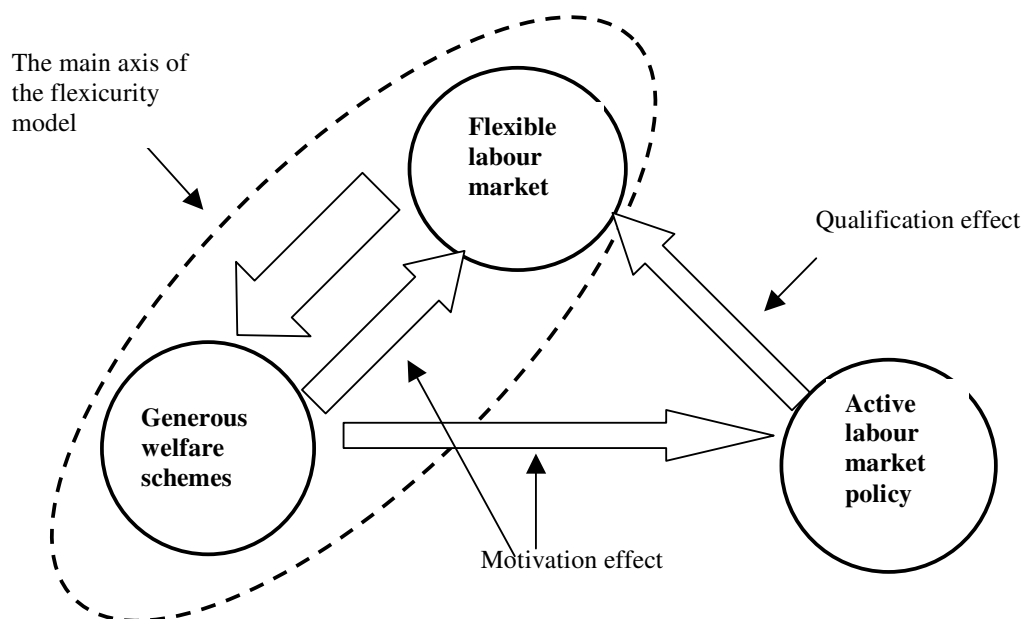 The main axis of
the flexicurity
model
Flexible
labour
market
Qualification effect
Generous
welfare
schemes
Active
labour
market
policy
Motivation effect